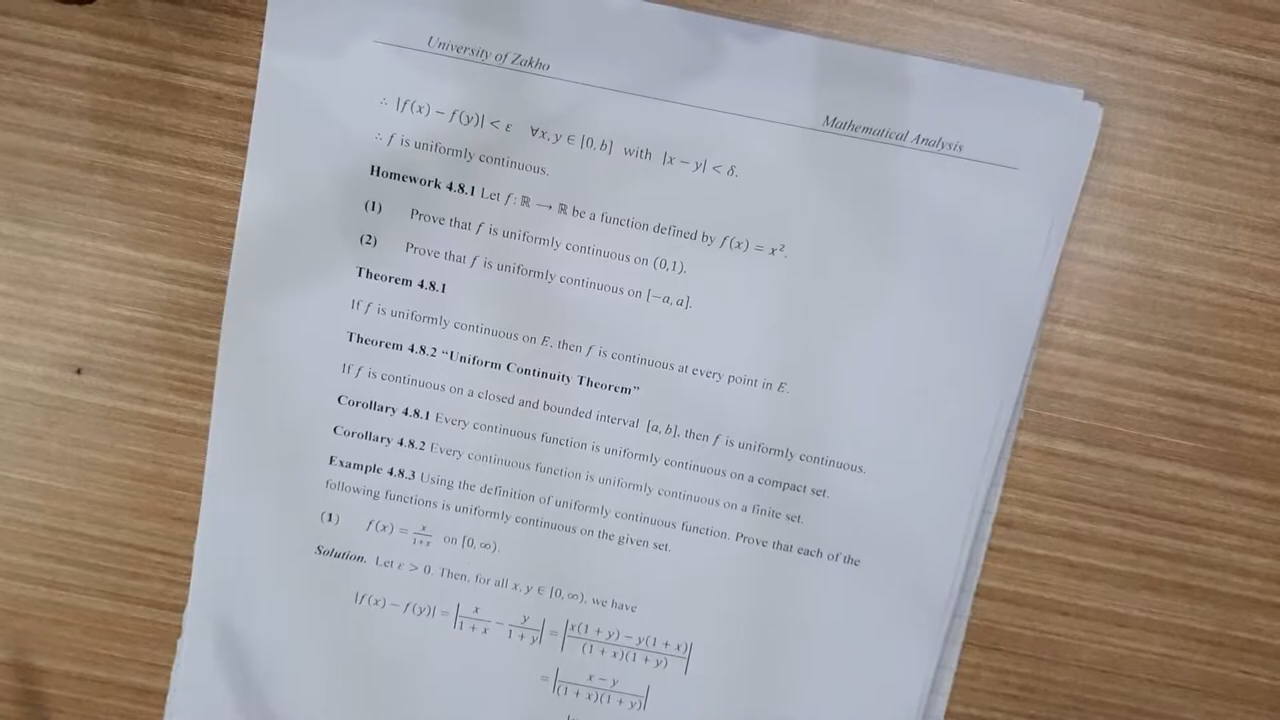 University of Zakho
Mathematical Analysis
∴ |f(x) − f(y)| < ε ∀x, y ∈ [0, b] with |x − y| < δ.
∴ f is uniformly continuous.
Homework 4.8.1 Let f: ℝ → ℝ be a function defined by f(x) = x².
(1) Prove that f is uniformly continuous on (0,1).
(2) Prove that f is uniformly continuous on [−a, a].
Theorem 4.8.1
If f is uniformly continuous on E, then f is continuous at every point in E.
Theorem 4.8.2 “Uniform Continuity Theorem”
If f is continuous on a closed and bounded interval [a, b], then f is uniformly continuous.
Corollary 4.8.1 Every continuous function is uniformly continuous on a compact set.
Corollary 4.8.2 Every continuous function is uniformly continuous on a finite set.
Example 4.8.3 Using the definition of uniformly continuous function. Prove that each of the
following functions is uniformly continuous on the given set.
(1) f(x) = x/(1+x) on [0, ∞).
Solution. Let ε > 0. Then, for all x, y ∈ [0, ∞), we have
|f(x) − f(y)| = |x/(1 + x) − y/(1 + y)| = |(x(1 + y) − y(1 + x))/((1 + x)(1 + y))|
= |(x − y)/((1 + x)(1 + y))|